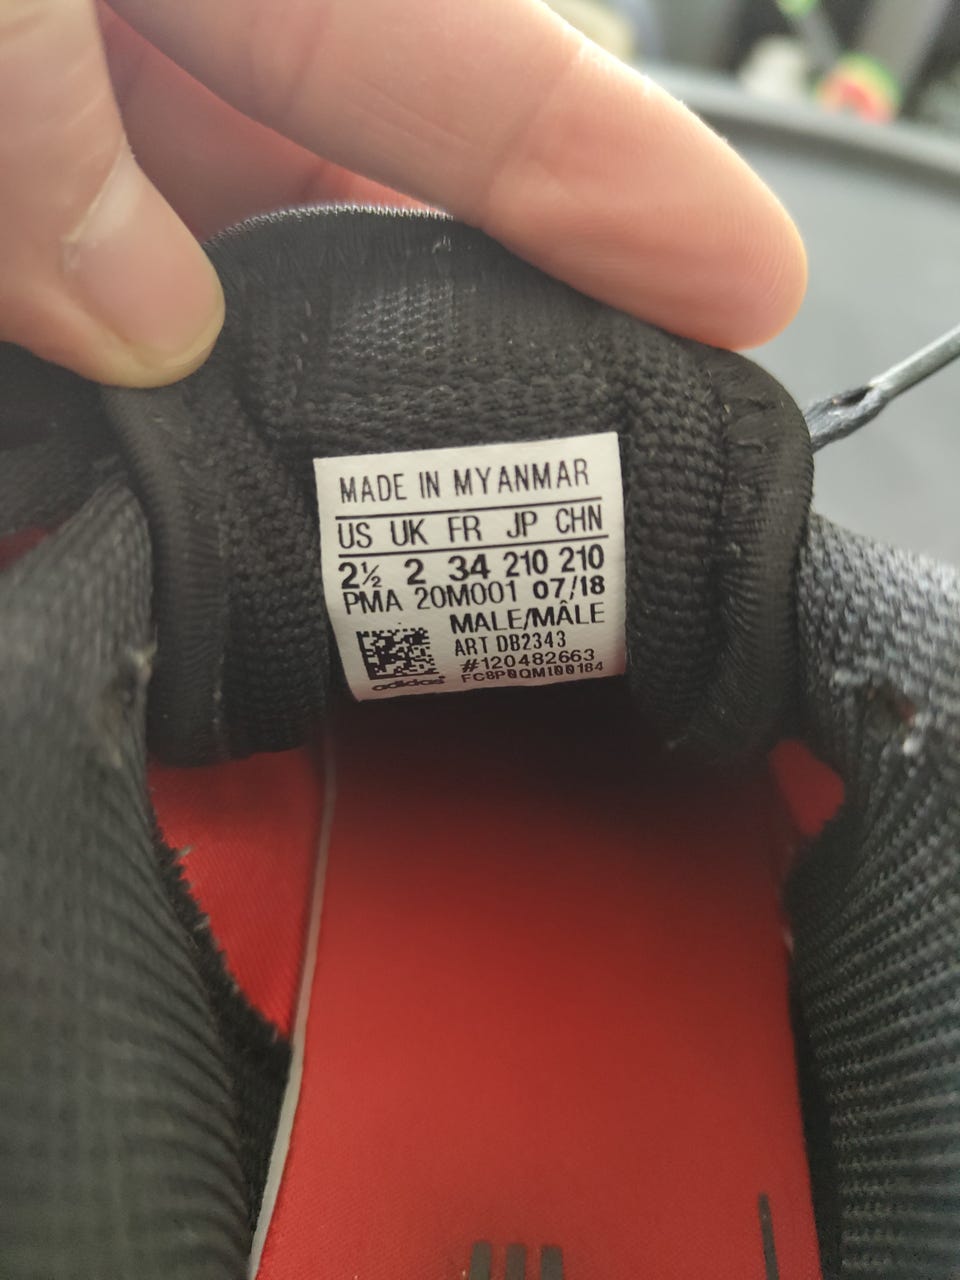 MADE IN MYANMAR
US UK FR JP CHN
2½ 2 34 210 210
PMA 20M001 07/18
MALE/MÂLE
ART DB2343
#120482663
FC8P0QMI00184
adidas